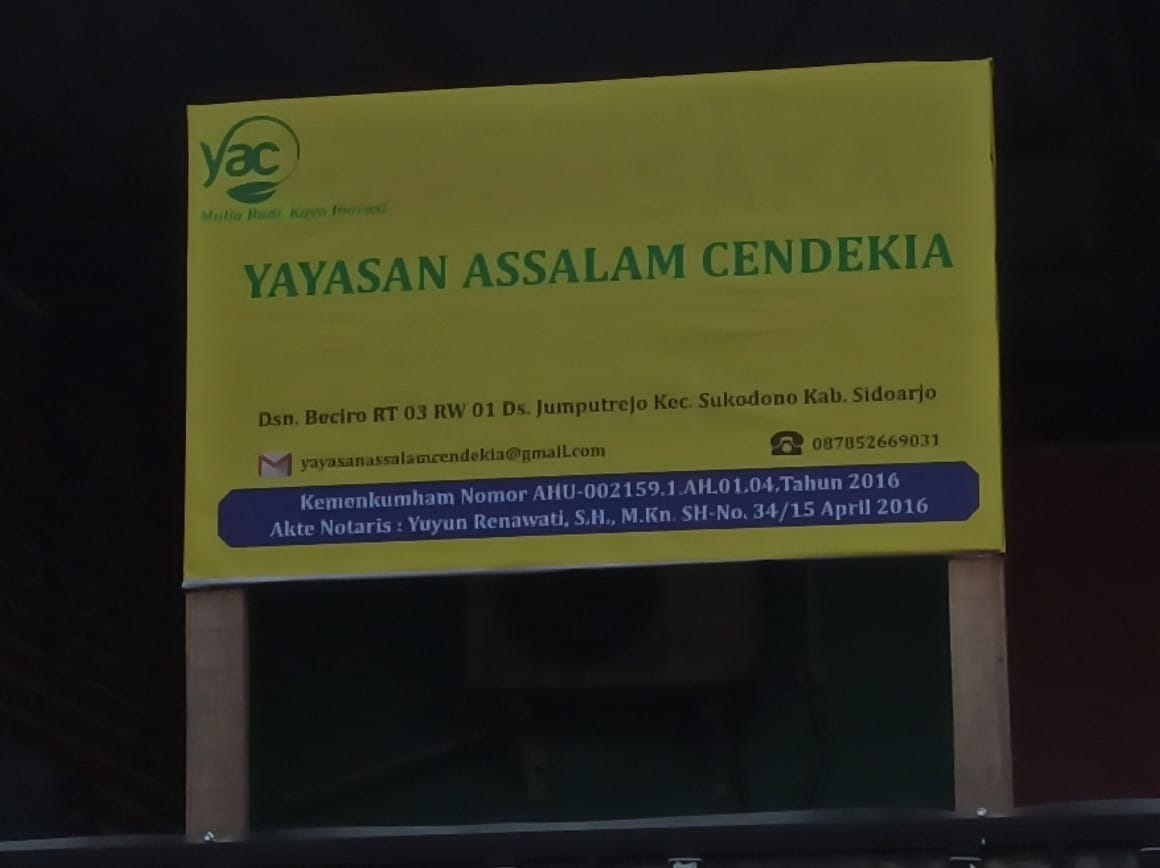 yac
Mulia Budi, Kaya Inovasi
YAYASAN ASSALAM CENDEKIA
Dsn. Beciro RT 03 RW 01 Ds. Jumputrejo Kec. Sukodono Kab. Sidoarjo
yayasanassalamcendekia@gmail.com
087852669031
Kemenkumham Nomor AHU-002159.1.AH.01.04.Tahun 2016
Akte Notaris : Yuyun Renawati, S.H., M.Kn. SH-No. 34/15 April 2016